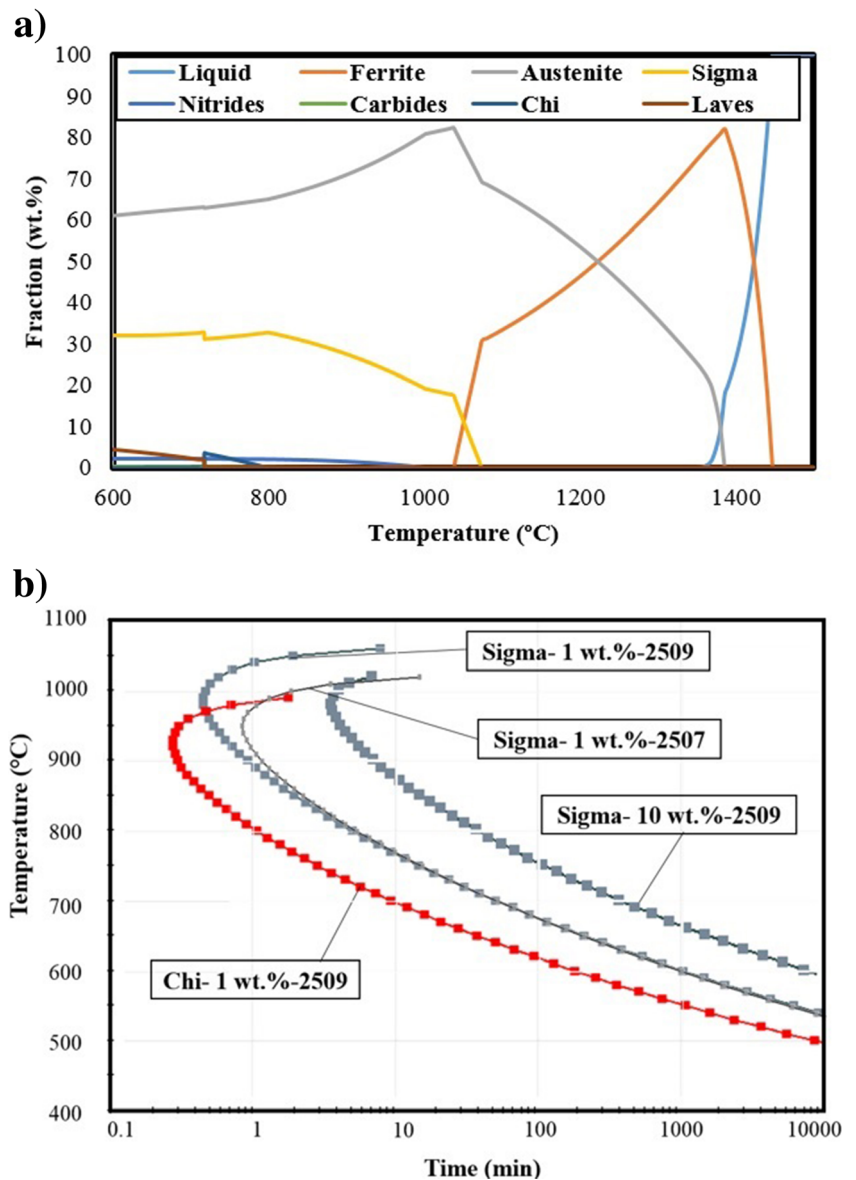 a)
100
90
80
70
60
50
40
30
20
10
0
Fraction (wt.%)
Liquid Ferrite Austenite Sigma
Nitrides Carbides Chi Laves
600 800 1000 1200 1400
Temperature (°C)
b)
1100
1000
900
800
700
600
500
400
Temperature (°C)
Sigma- 1 wt.%-2509
Sigma- 1 wt.%-2507
Sigma- 10 wt.%-2509
Chi- 1 wt.%-2509
0.1 1 10 100 1000 10000
Time (min)